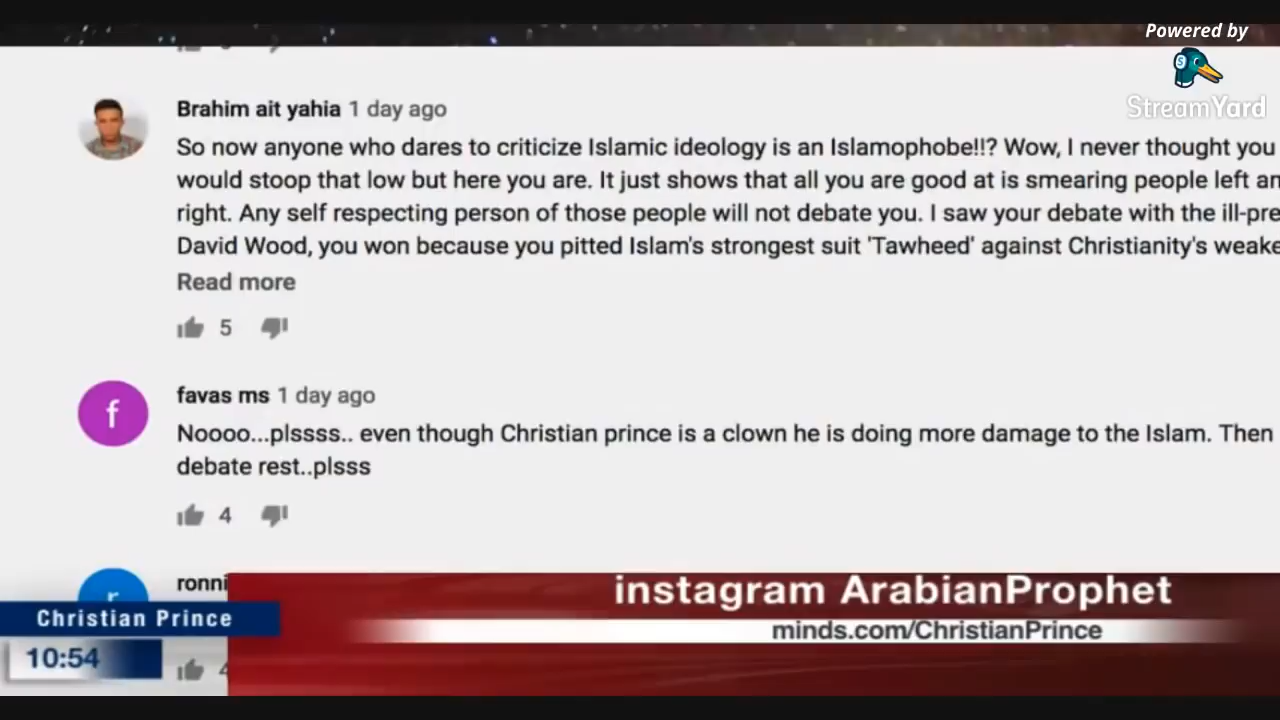 Powered by
StreamYard
Brahim ait yahia 1 day ago
So now anyone who dares to criticize Islamic ideology is an Islamophobe!!? Wow, I never thought you
would stoop that low but here you are. It just shows that all you are good at is smearing people left
right. Any self respecting person of those people will not debate you. I saw your debate with the
David Wood, you won because you pitted Islam's strongest suit 'Tawheed' against Christianity's
Read more
5
f
favas ms 1 day ago
Noooo...plssss.. even though Christian prince is a clown he is doing more damage to the Islam. Then
debate rest..plsss
4
instagram ArabianProphet
Christian Prince
minds.com/ChristianPrince
10:54